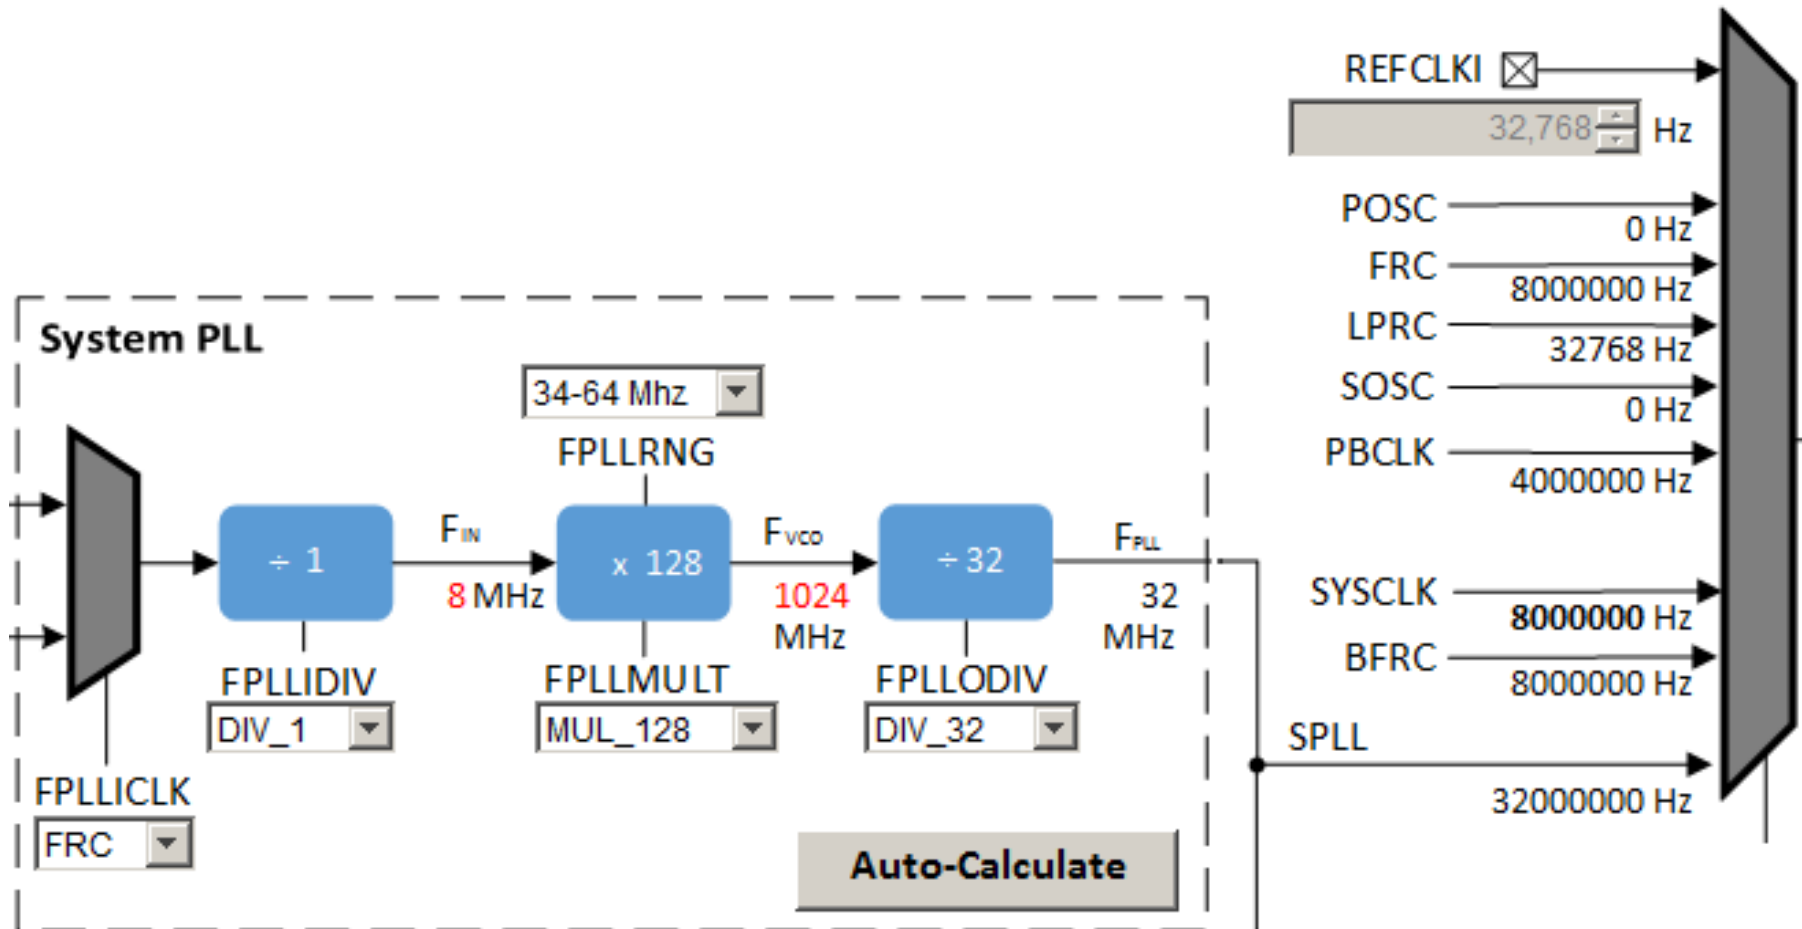 REFCLKI
32,768 Hz
POSC
0 Hz
FRC
8000000 Hz
LPRC
32768 Hz
SOSC
0 Hz
PBCLK
4000000 Hz
SYSCLK
8000000 Hz
BFRC
8000000 Hz
SPLL
32000000 Hz
System PLL
34-64 Mhz
FPLLRNG
÷ 1
FIN
8 MHz
x 128
FVCO
1024
MHz
÷ 32
FPLL
32
MHz
FPLLIDIV
DIV_1
FPLLMULT
MUL_128
FPLLODIV
DIV_32
FPLLICLK
FRC
Auto-Calculate